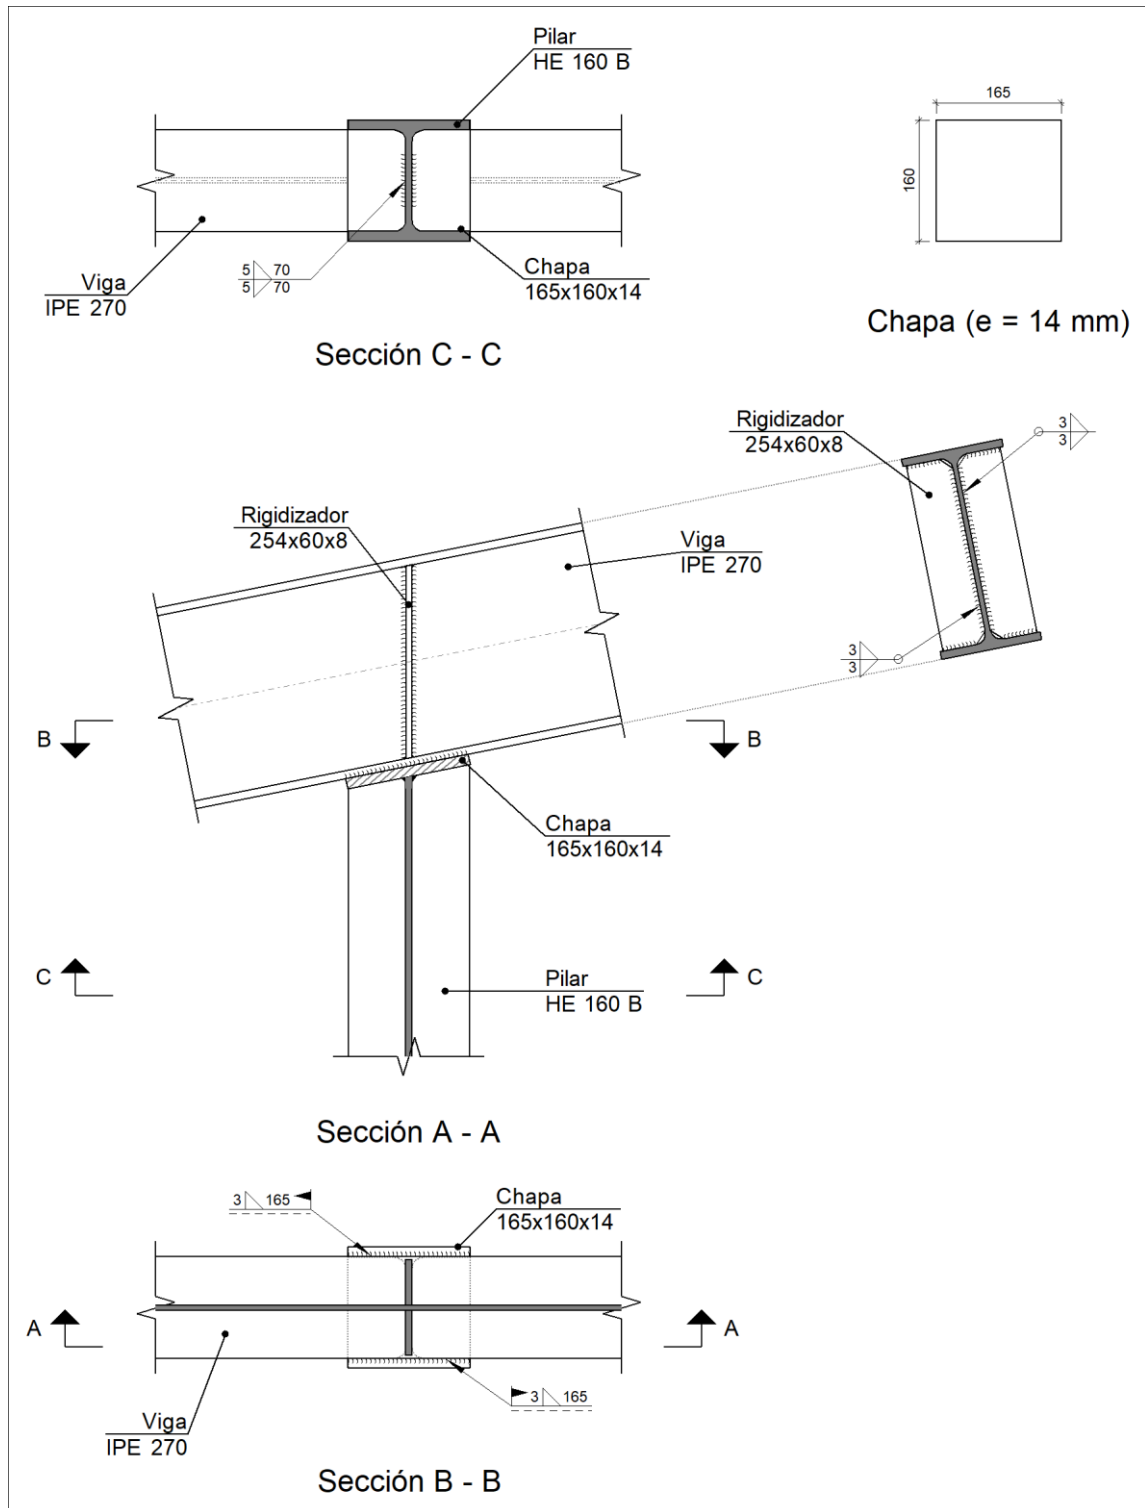 Pilar
HE 160 B
165
160
5 70
5 70
Viga
IPE 270
Chapa
165x160x14
Chapa (e = 14 mm)
Sección C - C
Rigidizador
254x60x8
3
3
Rigidizador
254x60x8
Viga
IPE 270
3
3
B
B
Chapa
165x160x14
C
C
Pilar
HE 160 B
Sección A - A
3 165
Chapa
165x160x14
A
A
3 165
Viga
IPE 270
Sección B - B